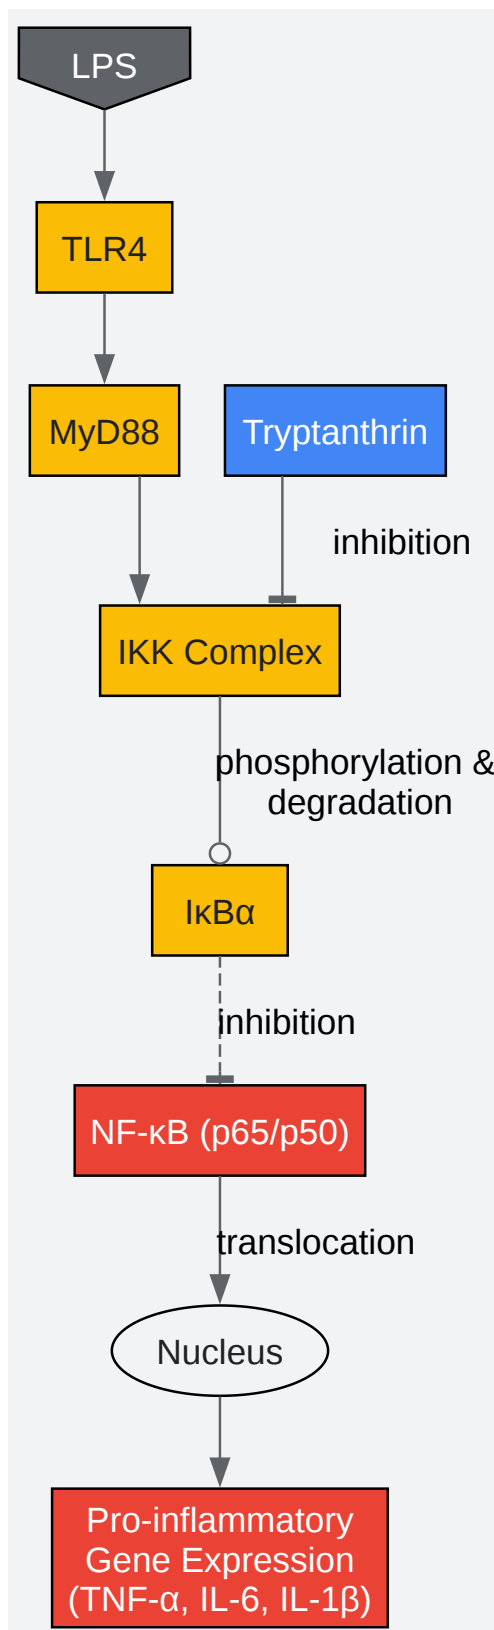 LPS
TLR4
MyD88
Tryptanthrin
inhibition
IKK Complex
phosphorylation &
degradation
IκBα
inhibition
NF-κB (p65/p50)
translocation
Nucleus
Pro-inflammatory
Gene Expression
(TNF-α, IL-6, IL-1β)